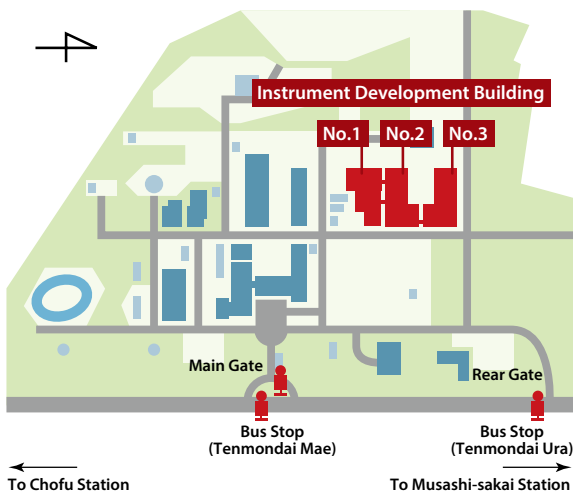 Instrument Development Building
No.1
No.2
No.3
Main Gate
Rear Gate
Bus Stop
(Tenmondai Mae)
Bus Stop
(Tenmondai Ura)
To Chofu Station
To Musashi-sakai Station